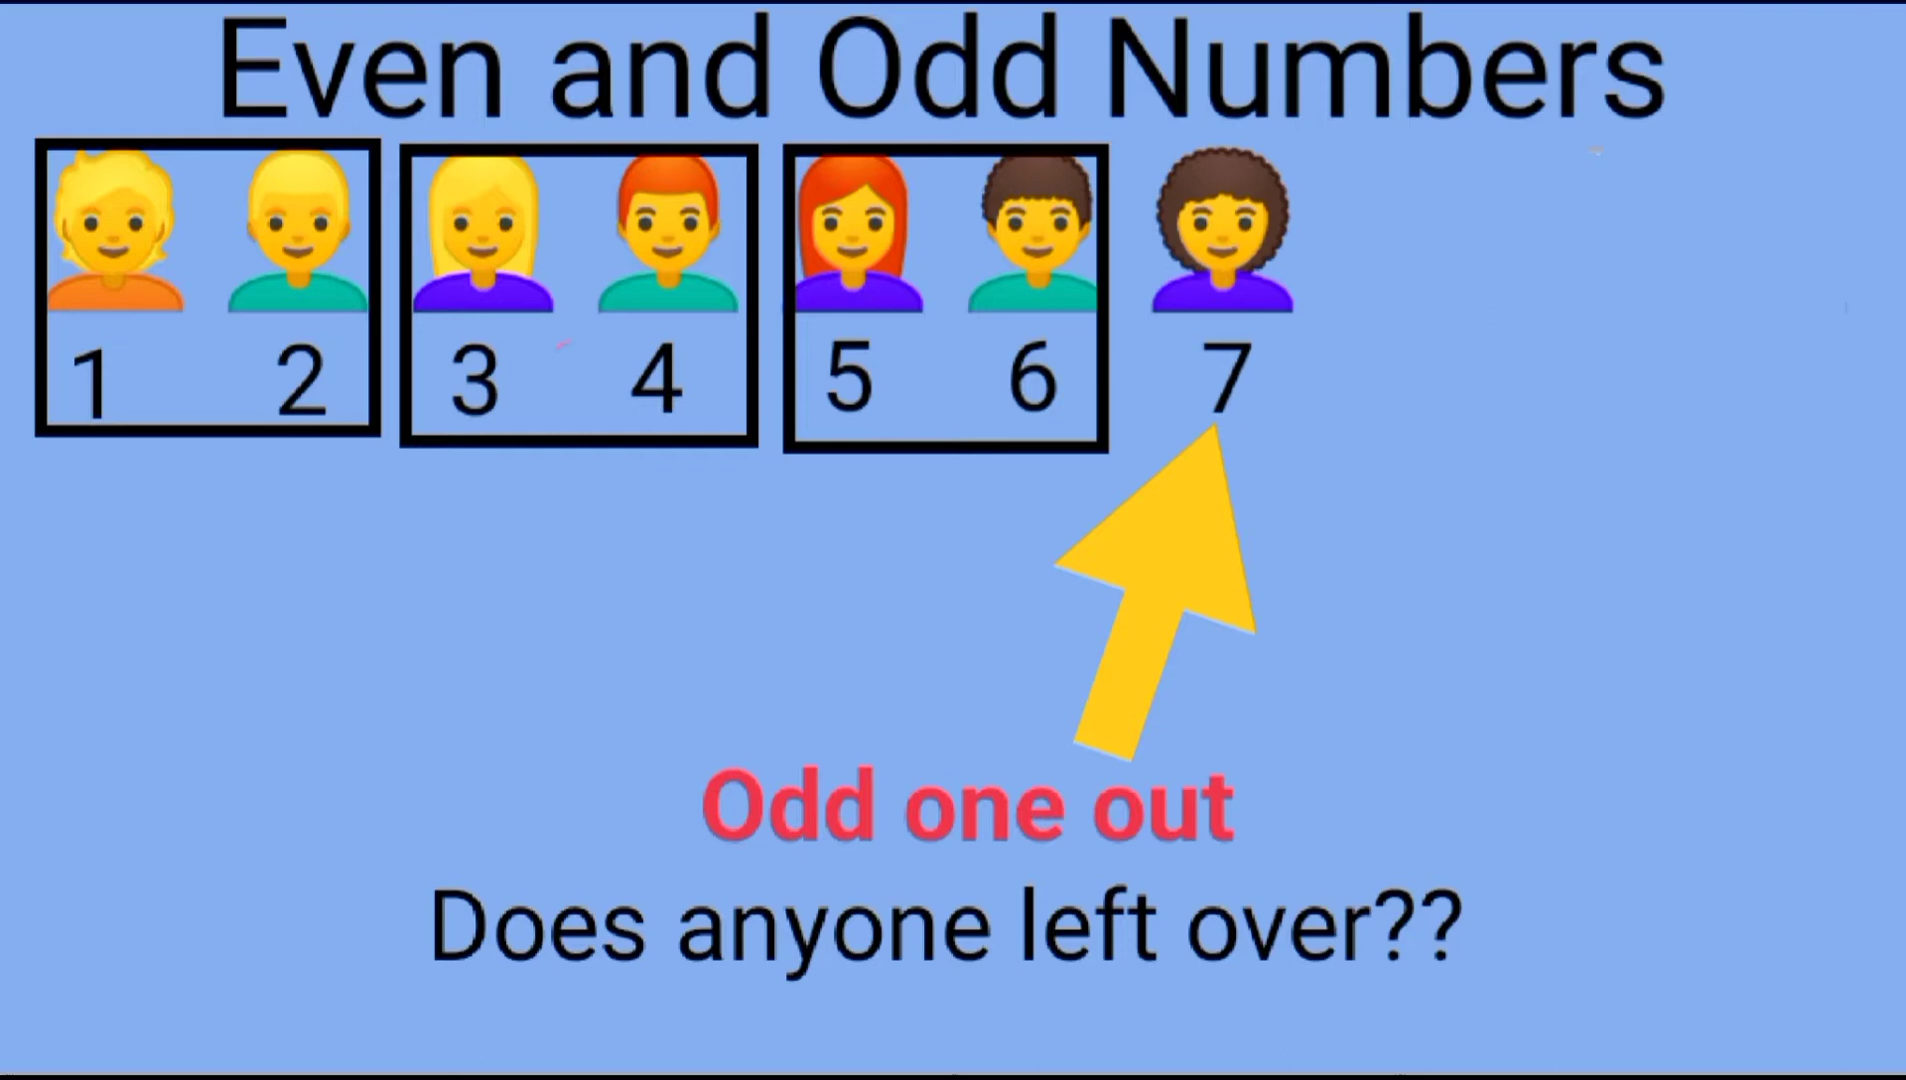 Even and Odd Numbers
1 2 3 4 5 6 7
Odd one out
Does anyone left over??